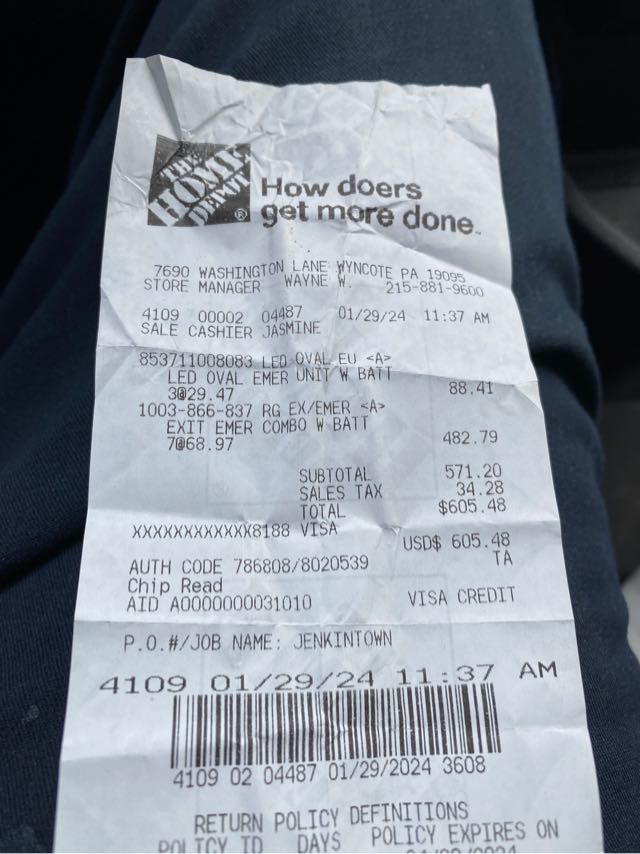 THE
HOME
DEPOT
®
How doers
get more done™
7690 WASHINGTON LANE WYNCOTE PA 19095
STORE MANAGER WAYNE W. 215-881-9600
4109 00002 04487 01/29/24 11:37 AM
SALE CASHIER JASMINE
853711008083 LED OVAL EU <A>
LED OVAL EMER UNIT W BATT
3@29.47 88.41
1003-866-837 RG EX/EMER <A>
EXIT EMER COMBO W BATT
7@68.97 482.79
SUBTOTAL 571.20
SALES TAX 34.28
TOTAL $605.48
XXXXXXXXXXXX8188 VISA
USD$ 605.48
AUTH CODE 786808/8020539 TA
Chip Read
AID A0000000031010 VISA CREDIT
P.O.#/JOB NAME: JENKINTOWN
4109 01/29/24 11:37 AM
4109 02 04487 01/29/2024 3608
RETURN POLICY DEFINITIONS
POLICY ID DAYS POLICY EXPIRES ON